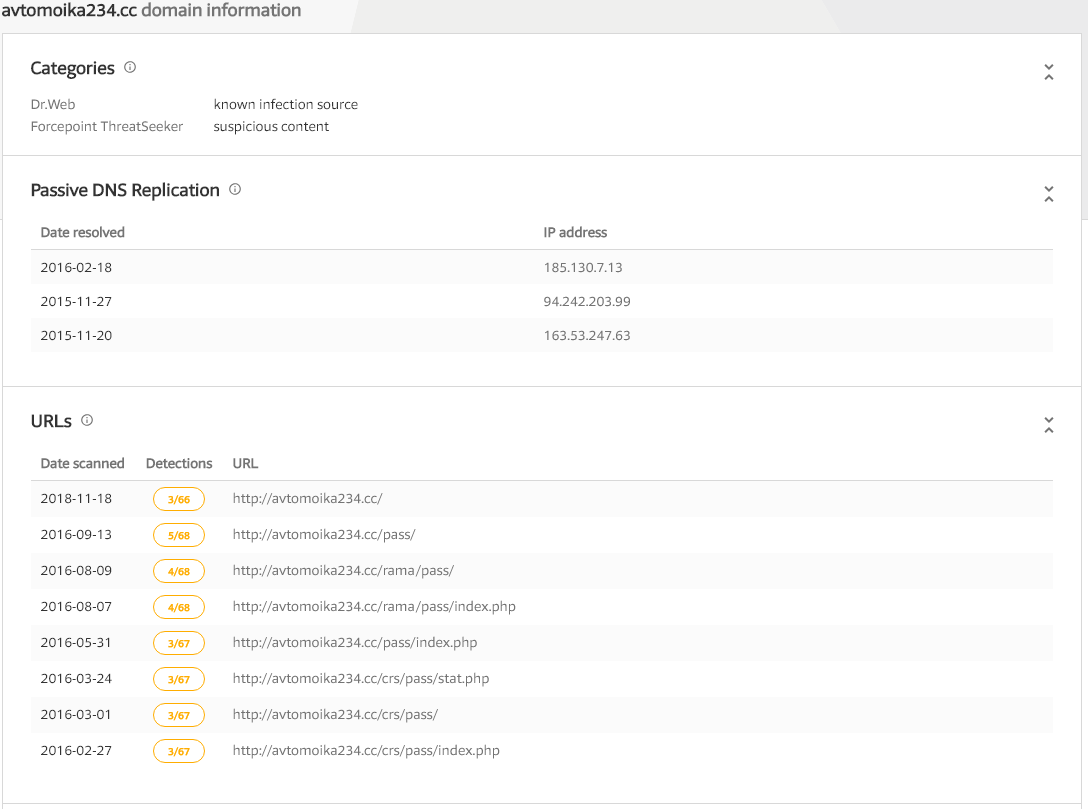 avtomoika234.cc domain information
Categories
Dr.Web known infection source
Forcepoint ThreatSeeker suspicious content
Passive DNS Replication
Date resolved IP address
2016-02-18 185.130.7.13
2015-11-27 94.242.203.99
2015-11-20 163.53.247.63
URLs
Date scanned Detections URL
2018-11-18 3/66 http://avtomoika234.cc/
2016-09-13 5/68 http://avtomoika234.cc/pass/
2016-08-09 4/68 http://avtomoika234.cc/rama/pass/
2016-08-07 4/68 http://avtomoika234.cc/rama/pass/index.php
2016-05-31 3/67 http://avtomoika234.cc/pass/index.php
2016-03-24 3/67 http://avtomoika234.cc/crs/pass/stat.php
2016-03-01 3/67 http://avtomoika234.cc/crs/pass/
2016-02-27 3/67 http://avtomoika234.cc/crs/pass/index.php